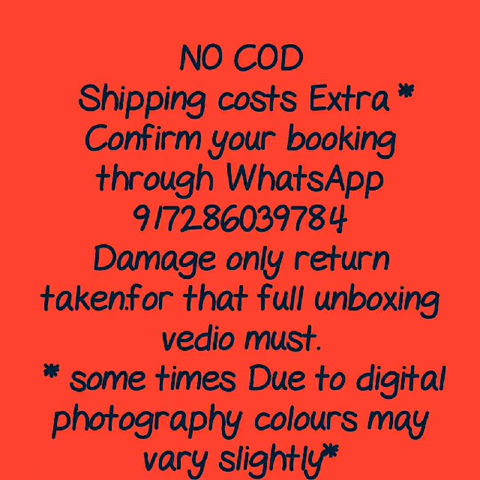 NO COD
Shipping costs Extra *
Confirm your booking
through WhatsApp
917286039784
Damage only return
taken.for that full unboxing
vedio must.
* some times Due to digital
photography colours may
vary slightly*